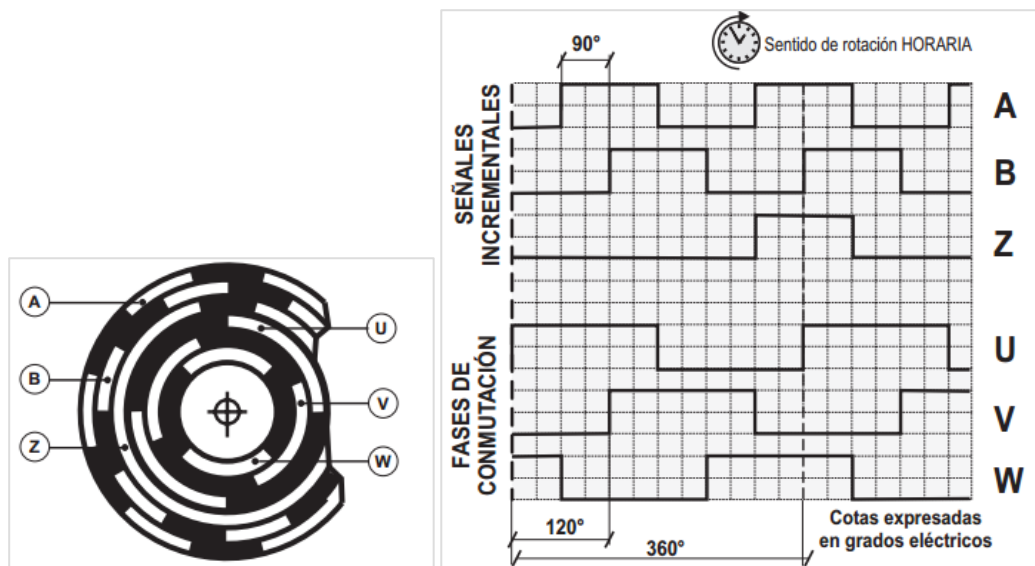 A
B
Z
U
V
W
90°
Sentido de rotación HORARIA
SEÑALES
INCREMENTALES
A
B
Z
FASES DE
CONMUTACIÓN
U
V
W
120°
360°
Cotas expresadas
en grados eléctricos